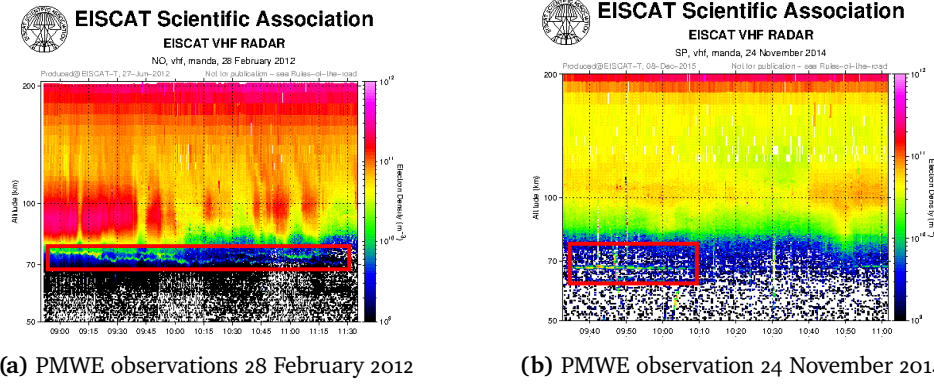 EISCAT Scientific Association
EISCAT VHF RADAR
NO, vhf, manda, 28 February 2012
Produced@EISCAT-T, 27-Jun-2012
Not for publication - see Rules-of-the-road
200
100
70
50
Altitude (km)
09:00 09:15 09:30 09:45 10:00 10:15 10:30 10:45 11:00 11:15 11:30
10¹²
10¹¹
10¹⁰
10⁹
Electron Density (m⁻³)
(a) PMWE observations 28 February 2012
EISCAT Scientific Association
EISCAT VHF RADAR
SP, vhf, manda, 24 November 2014
Produced@EISCAT-T, 08-Dec-2015
Not for publication - see Rules-of-the-road
200
100
70
50
Altitude (km)
09:40 09:50 10:00 10:10 10:20 10:30 10:40 10:50 11:00
10¹²
10¹¹
10¹⁰
10⁹
Electron Density (m⁻³)
(b) PMWE observation 24 November